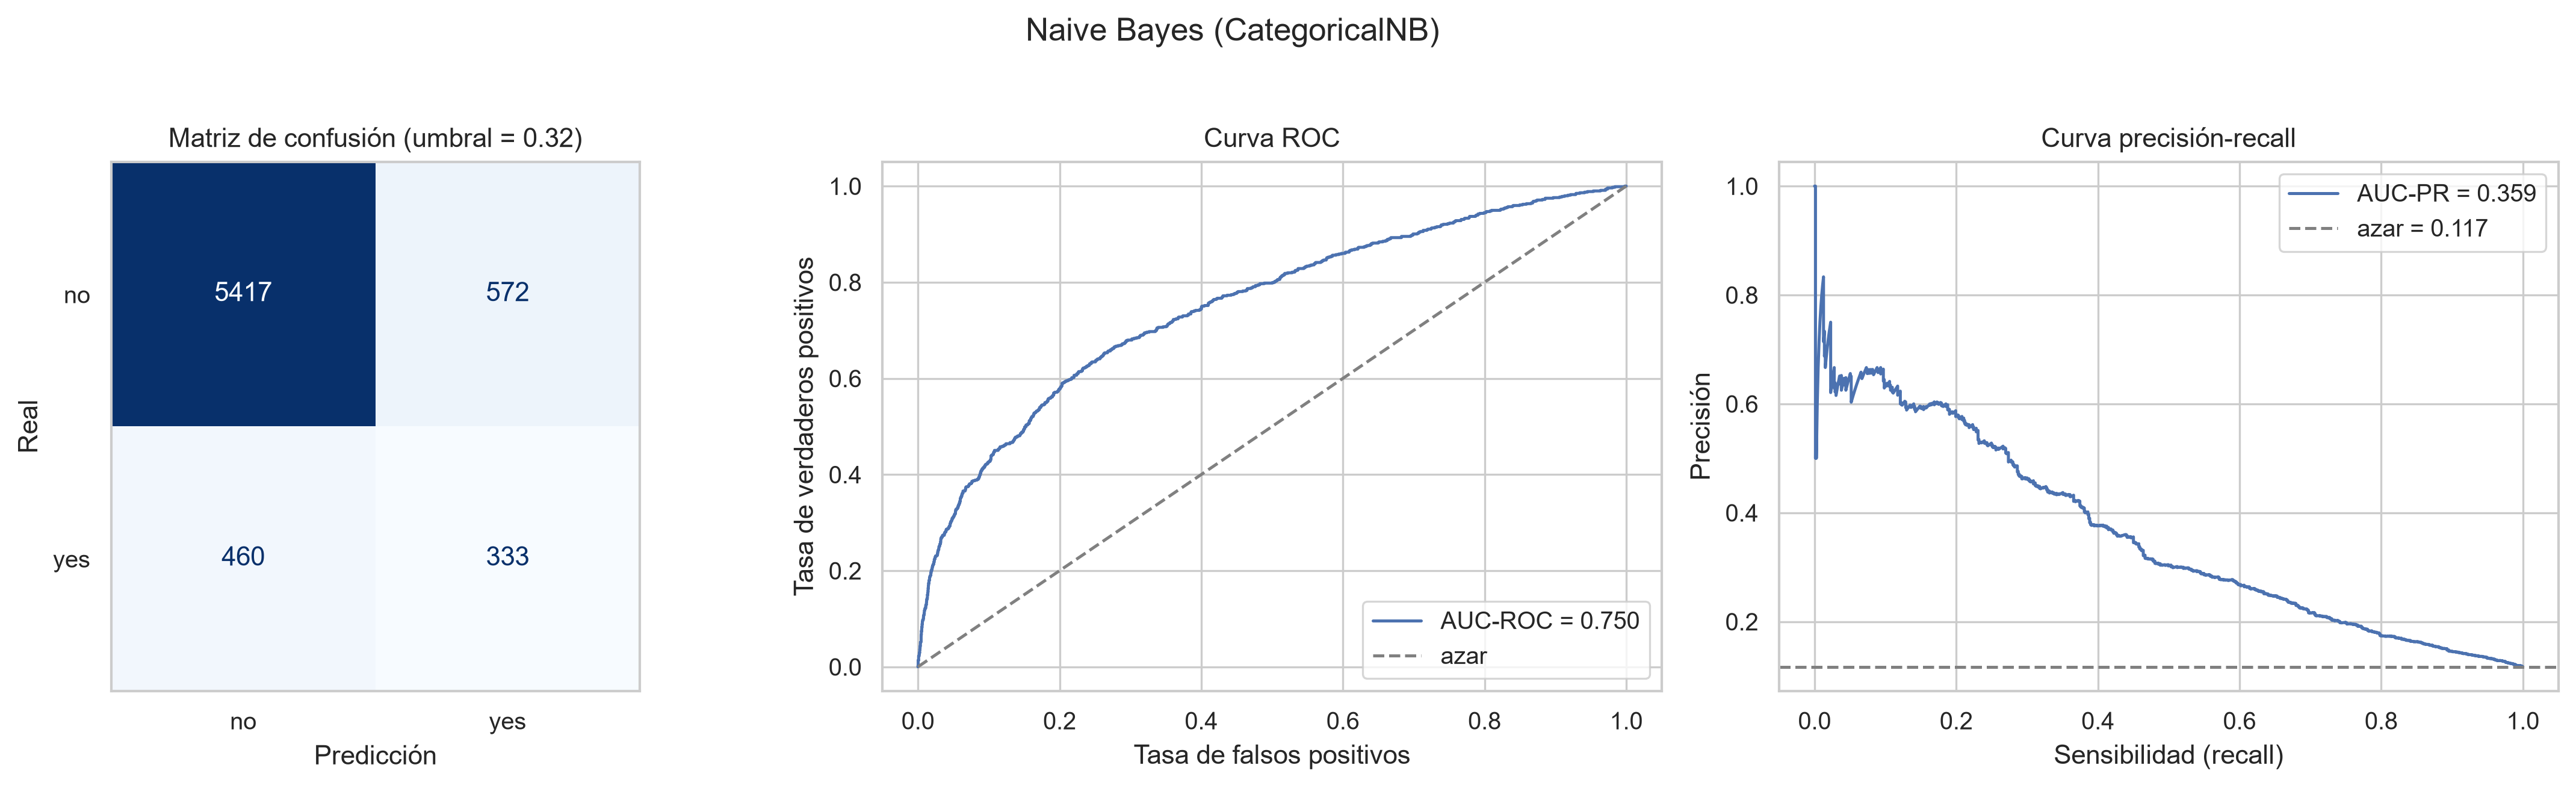 Naive Bayes (CategoricalNB)
Matriz de confusión (umbral = 0.32)
no
yes
Real
5417
572
460
333
no
yes
Predicción
Curva ROC
1.0
0.8
0.6
0.4
0.2
0.0
Tasa de verdaderos positivos
AUC-ROC = 0.750
azar
0.0
0.2
0.4
0.6
0.8
1.0
Tasa de falsos positivos
Curva precisión-recall
1.0
0.8
0.6
0.4
0.2
Precisión
AUC-PR = 0.359
azar = 0.117
0.0
0.2
0.4
0.6
0.8
1.0
Sensibilidad (recall)